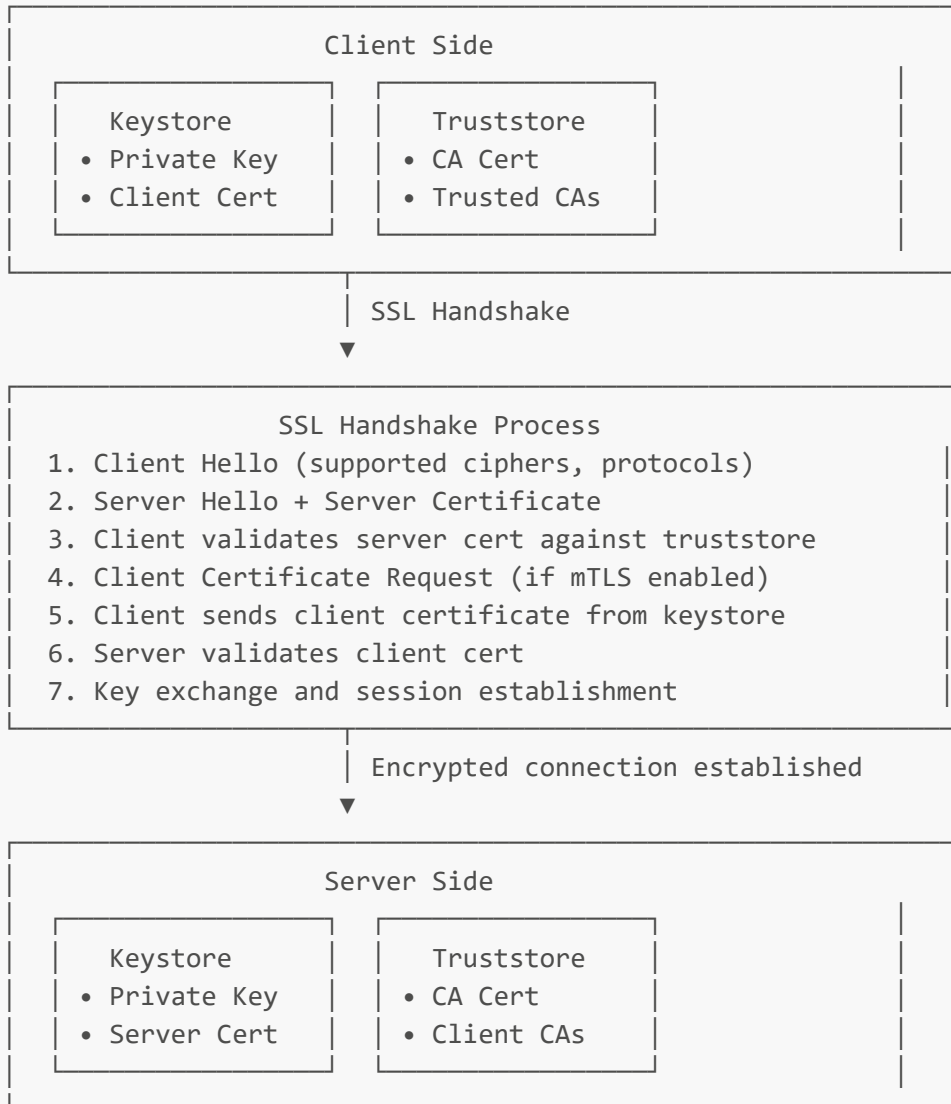 Client Side
Keystore Truststore
• Private Key • CA Cert
• Client Cert • Trusted CAs
SSL Handshake
▼
SSL Handshake Process
1. Client Hello (supported ciphers, protocols)
2. Server Hello + Server Certificate
3. Client validates server cert against truststore
4. Client Certificate Request (if mTLS enabled)
5. Client sends client certificate from keystore
6. Server validates client cert
7. Key exchange and session establishment
Encrypted connection established
▼
Server Side
Keystore Truststore
• Private Key • CA Cert
• Server Cert • Client CAs